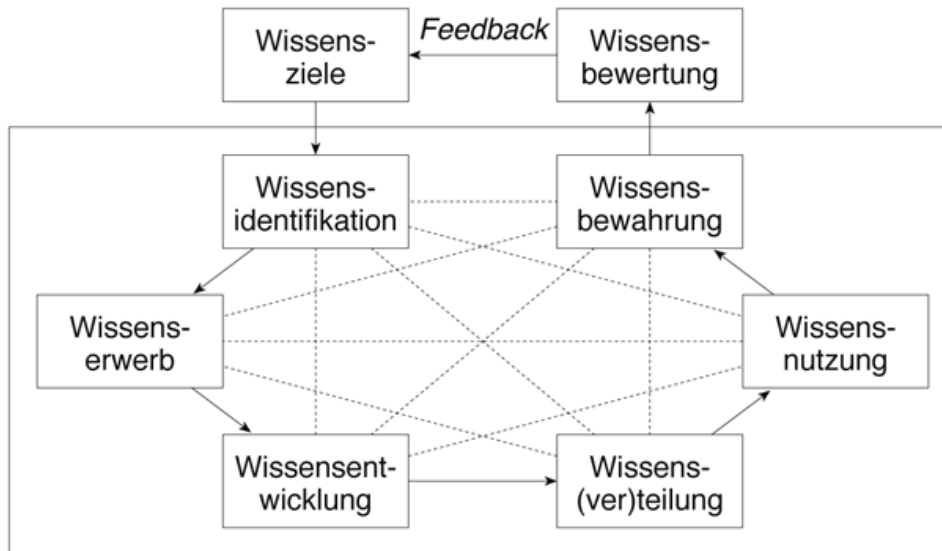 Wissens-
ziele
Feedback
Wissens-
bewertung
Wissens-
identifikation
Wissens-
bewahrung
Wissens-
erwerb
Wissens-
nutzung
Wissensent-
wicklung
Wissens-
(ver)teilung